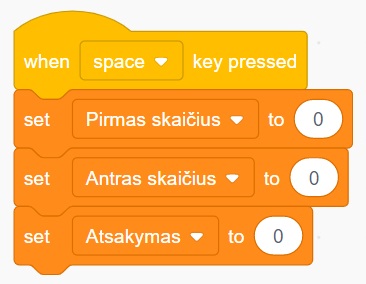 when space key pressed
set Pirmas skaičius to 0
set Antras skaičius to 0
set Atsakymas to 0